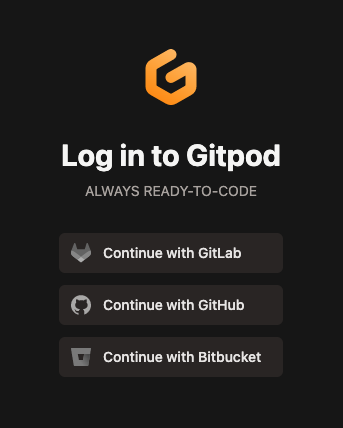 Log in to Gitpod
ALWAYS READY-TO-CODE
Continue with GitLab
Continue with GitHub
Continue with Bitbucket